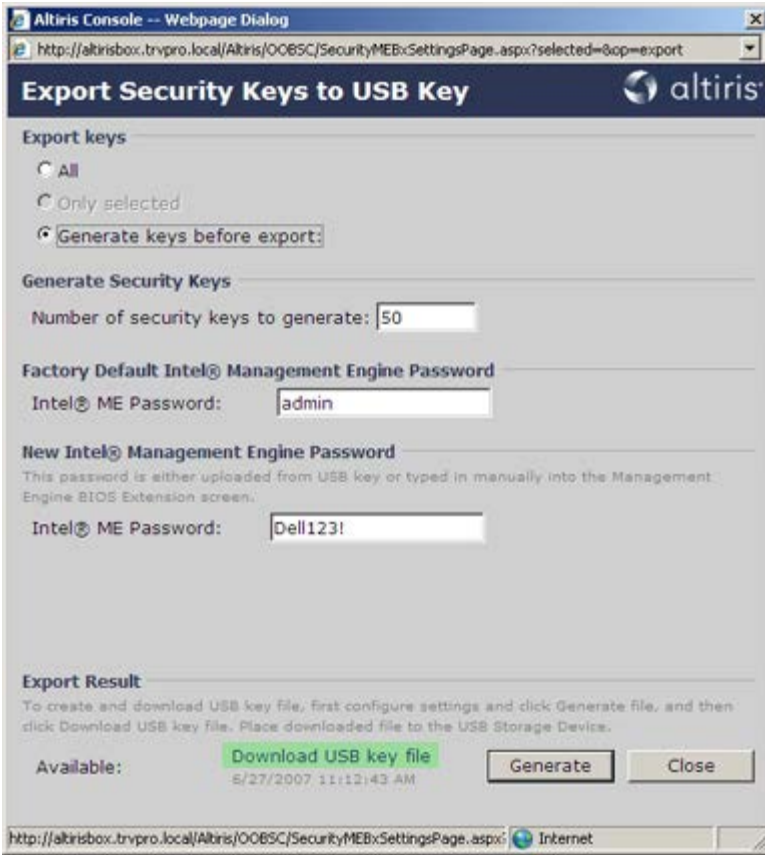 Altiris Console -- Webpage Dialog
http://altirisbox.trvpro.local/Altiris/OOBSC/SecurityMEBxSettingsPage.aspx?selected=&op=export
Export Security Keys to USB Key
altiris
Export keys
All
Only selected
Generate keys before export:
Generate Security Keys
Number of security keys to generate: 50
Factory Default Intel® Management Engine Password
Intel® ME Password: admin
New Intel® Management Engine Password
This password is either uploaded from USB key or typed in manually into the Management
Engine BIOS Extension screen.
Intel® ME Password: Dell123!
Export Result
To create and download USB key file, first configure settings and click Generate file, and then
click Download USB key file. Place downloaded file to the USB Storage Device.
Available: Download USB key file Generate Close
6/27/2007 11:12:43 AM
http://altirisbox.trvpro.local/Altiris/OOBSC/SecurityMEBxSettingsPage.aspx? Internet